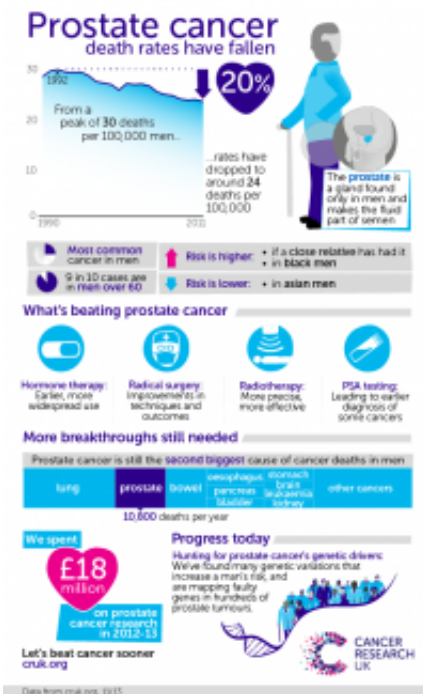 Prostate cancer
death rates have fallen
30
1992
20%
From a
peak of 30 deaths
per 100,000 men...
20
...rates have
dropped to
around 24
deaths per
100,000
10
0
1990
2011
The prostate is
a gland found
only in men and
makes the fluid
part of semen
Most common
cancer in men
9 in 10 cases are
in men over 60
Risk is higher:
• if a close relative has had it
• in black men
Risk is lower:
• in asian men
What's beating prostate cancer
Hormone therapy:
Earlier, more
widespread use
Radical surgery:
Improvements in
techniques and
outcomes
Radiotherapy:
More precise,
more effective
PSA testing:
Leading to earlier
diagnosis of
some cancers
More breakthroughs still needed
Prostate cancer is still the second biggest cause of cancer deaths in men
lung
prostate
bowel
oesophagus
pancreas
bladder
stomach
brain
leukaemia
kidney
other cancers
10,800 deaths per year
We spent
£18
million
on prostate
cancer research
in 2012-13
Let's beat cancer sooner
cruk.org
Progress today
Hunting for prostate cancer's genetic drivers:
We've found many genetic variations that
increase a man's risk, and
are mapping faulty
genes in hundreds of
prostate tumours.
CANCER
RESEARCH
UK
Data from cruk.org,